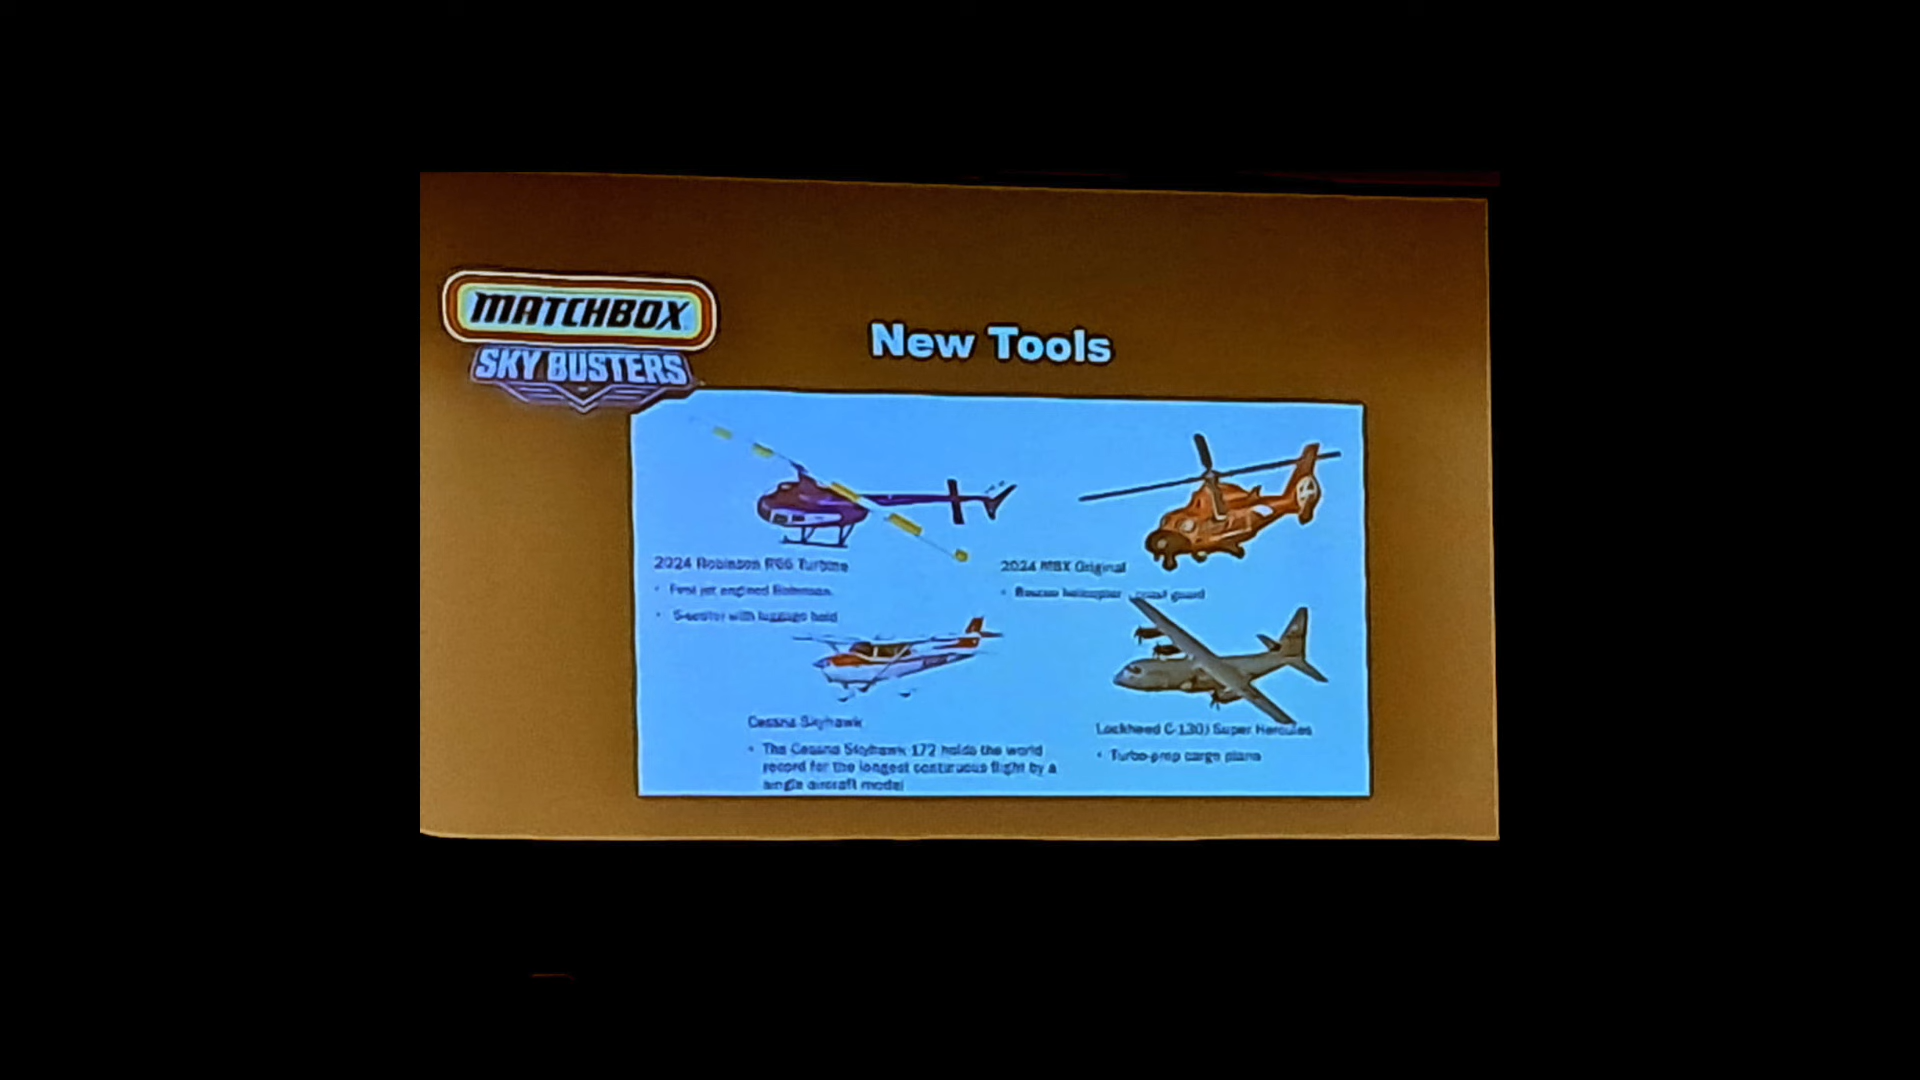 MATCHBOX
SKY BUSTERS
New Tools
2024 Robinson R66 Turbine
• First jet engined Robinson
• 5-seater with luggage hold
2024 MBX Original
• Rescue helicopter coast guard
Cessna Skyhawk
• The Cessna Skyhawk 172 holds the world
record for the longest continuous flight by a
single aircraft model
Lockheed C-130J Super Hercules
• Turbo-prop cargo plane